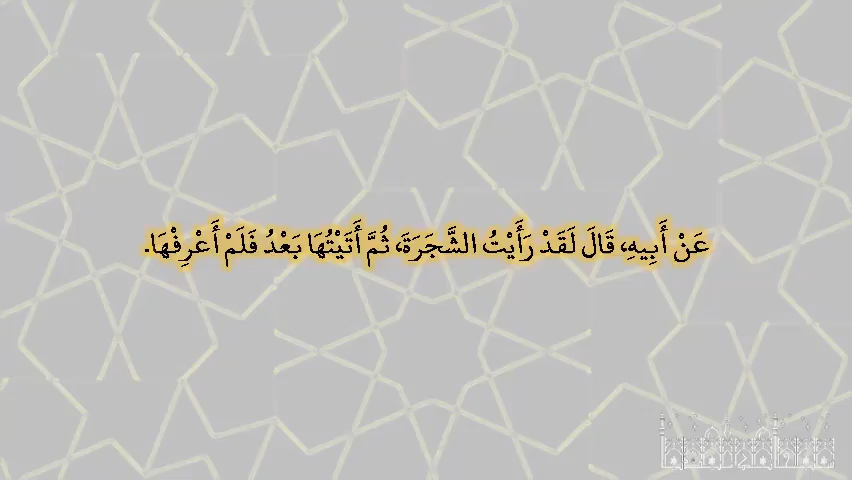 عَنْ أَبِيهِ، قَالَ لَقَدْ رَأَيْتُ الشَّجَرَةَ، ثُمَّ أَتَيْتُهَا بَعْدُ فَلَمْ أَعْرِفْهَا.